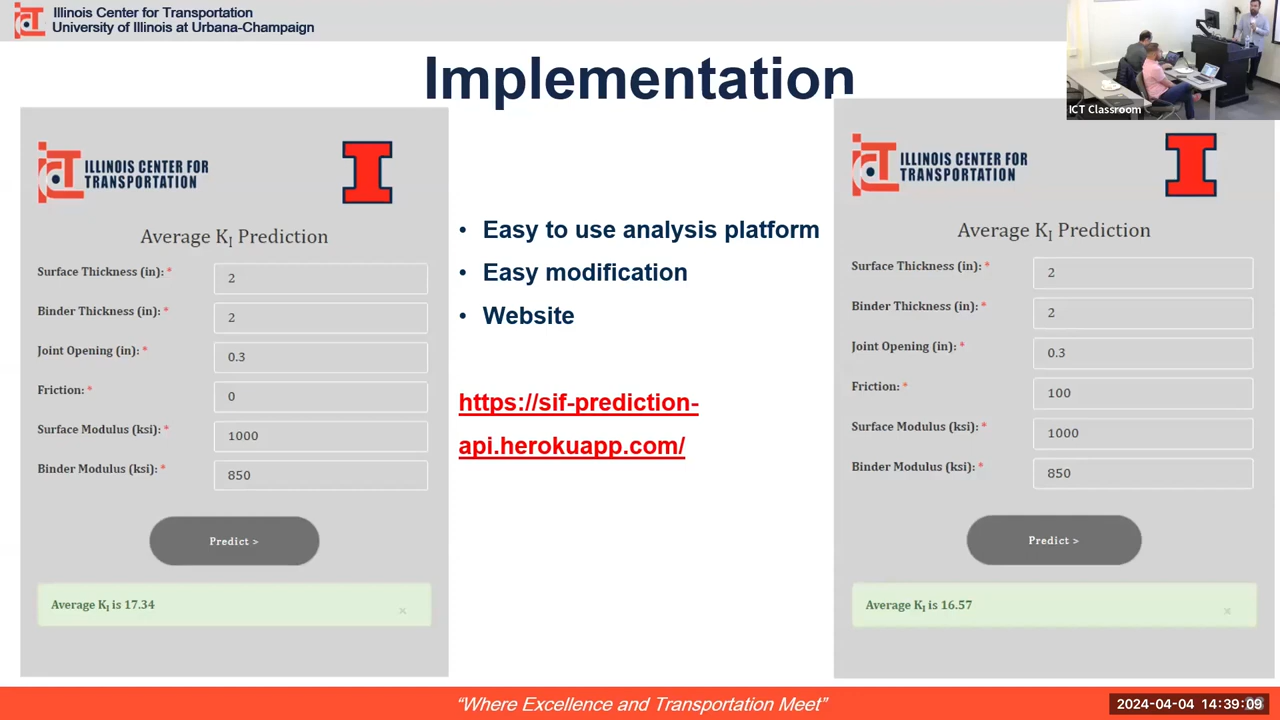 Illinois Center for Transportation
University of Illinois at Urbana-Champaign
Implementation
ICT Classroom
ICT
ILLINOIS CENTER FOR
TRANSPORTATION
I
Average KI Prediction
Surface Thickness (in): *
2
Binder Thickness (in): *
2
Joint Opening (in): *
0.3
Friction: *
0
Surface Modulus (ksi): *
1000
Binder Modulus (ksi): *
850
Predict >
Average KI is 17.34
×
• Easy to use analysis platform
• Easy modification
• Website
https://sif-prediction-
api.herokuapp.com/
ICT
ILLINOIS CENTER FOR
TRANSPORTATION
I
Average KI Prediction
Surface Thickness (in): *
2
Binder Thickness (in): *
2
Joint Opening (in): *
0.3
Friction: *
100
Surface Modulus (ksi): *
1000
Binder Modulus (ksi): *
850
Predict >
Average KI is 16.57
×
“Where Excellence and Transportation Meet”
2024-04-04 14:39:09